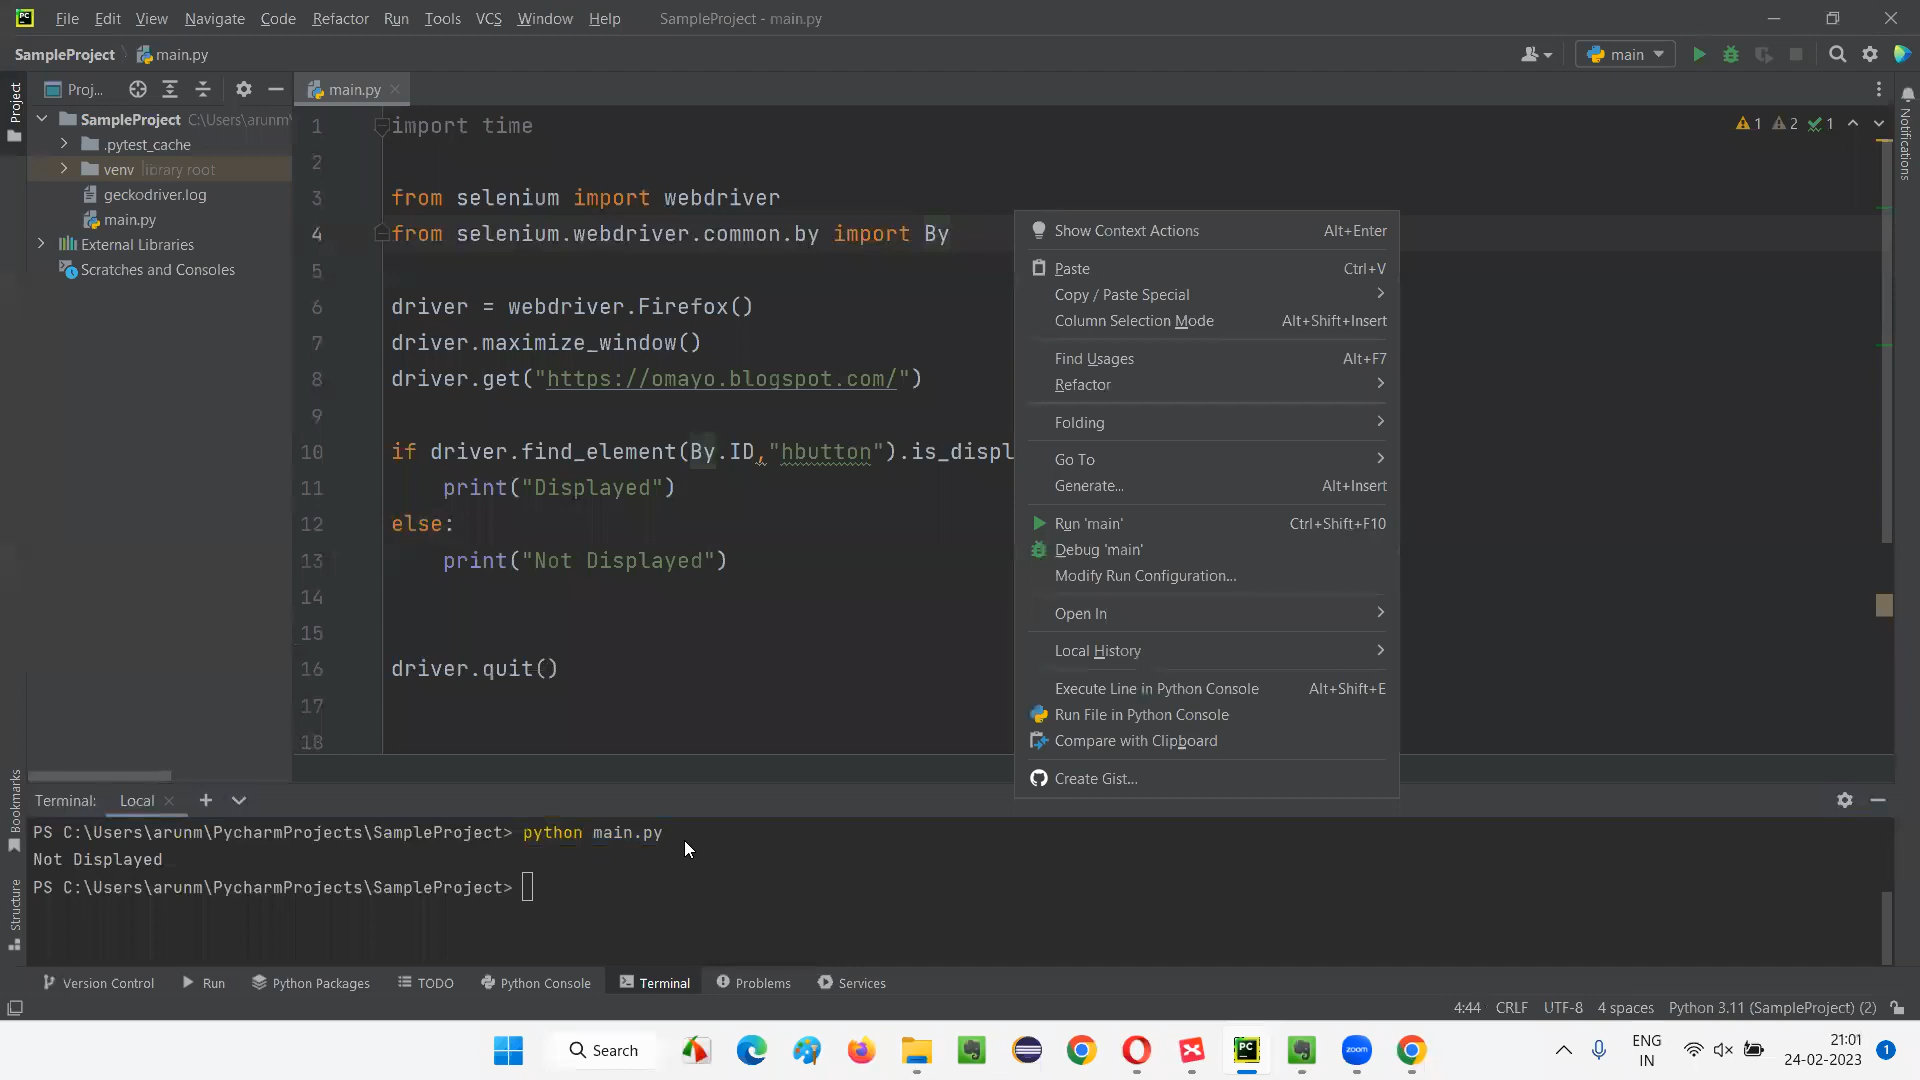 File Edit View Navigate Code Refactor Run Tools VCS Window Help SampleProject - main.py
SampleProject main.py
main
Project
Proj...
main.py
Notifications
SampleProject C:\Users\arunm\
.pytest_cache
venv library root
geckodriver.log
main.py
External Libraries
Scratches and Consoles
1 2 1
1 import time
2
3 from selenium import webdriver
4 from selenium.webdriver.common.by import By
5
6 driver = webdriver.Firefox()
7 driver.maximize_window()
8 driver.get("https://omayo.blogspot.com/")
9
10 if driver.find_element(By.ID,"hbutton").is_displ
11 print("Displayed")
12 else:
13 print("Not Displayed")
14
15
16 driver.quit()
17
18
Show Context Actions Alt+Enter
Paste Ctrl+V
Copy / Paste Special
Column Selection Mode Alt+Shift+Insert
Find Usages Alt+F7
Refactor
Folding
Go To
Generate... Alt+Insert
Run 'main' Ctrl+Shift+F10
Debug 'main'
Modify Run Configuration...
Open In
Local History
Execute Line in Python Console Alt+Shift+E
Run File in Python Console
Compare with Clipboard
Create Gist...
Bookmarks
Structure
Terminal: Local
PS C:\Users\arunm\PycharmProjects\SampleProject> python main.py
Not Displayed
PS C:\Users\arunm\PycharmProjects\SampleProject>
Version Control Run Python Packages TODO Python Console Terminal Problems Services
4:44 CRLF UTF-8 4 spaces Python 3.11 (SampleProject) (2)
Search
PC
zoom
ENG
IN
21:01
24-02-2023
1